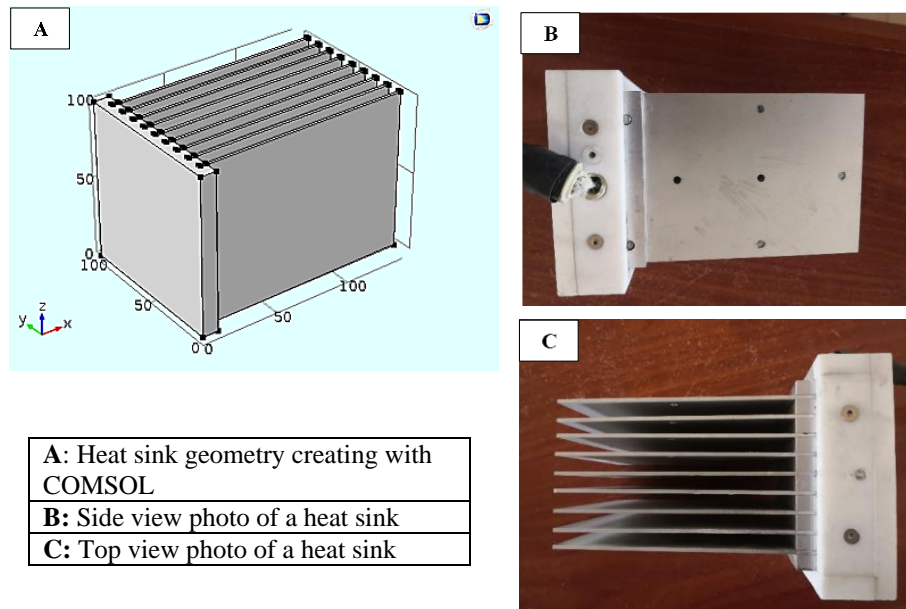 A
100
50
0
100
50
0
0
50
100
z
y
x
B
C
A: Heat sink geometry creating with
COMSOL
B: Side view photo of a heat sink
C: Top view photo of a heat sink